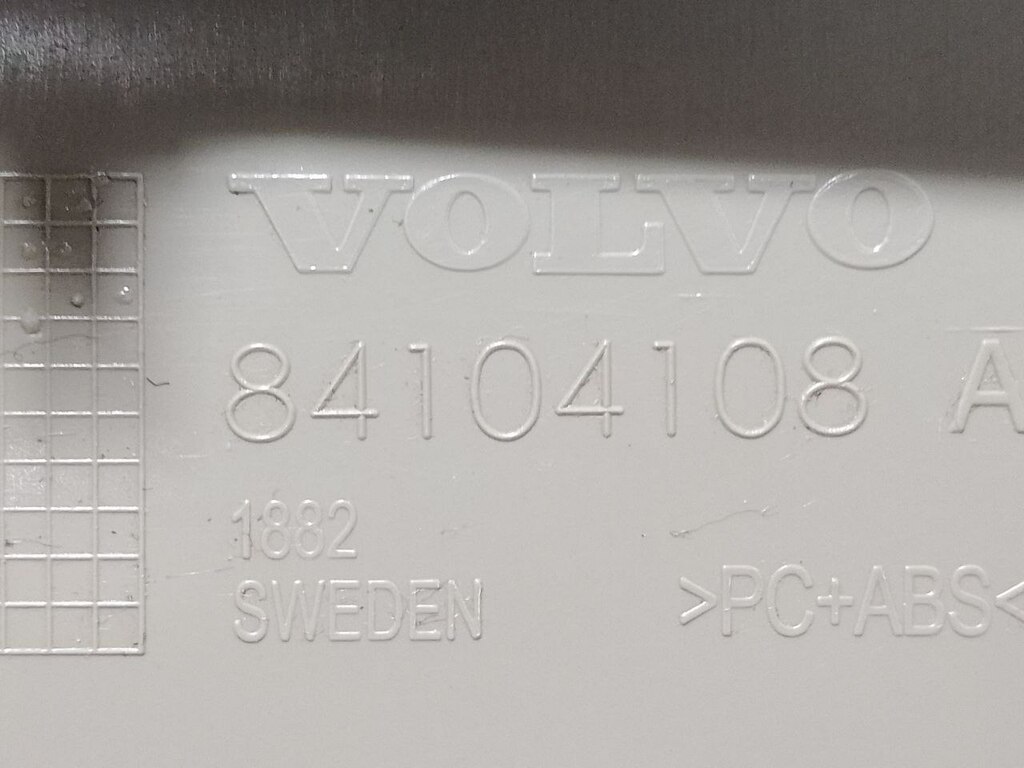 VOLVO
84104108 A
1882
SWEDEN
>PC+ABS<